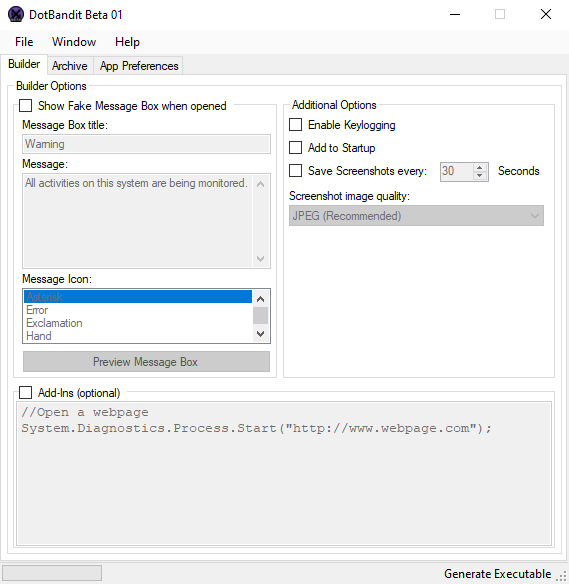 DotBandit Beta 01
File Window Help
Builder Archive App Preferences
Builder Options
Show Fake Message Box when opened
Message Box title:
Warning
Message:
All activities on this system are being monitored.
Message Icon:
Asterisk
Error
Exclamation
Hand
Preview Message Box
Additional Options
Enable Keylogging
Add to Startup
Save Screenshots every: 30 Seconds
Screenshot image quality:
JPEG (Recommended)
Add-Ins (optional)
//Open a webpage
System.Diagnostics.Process.Start("http://www.webpage.com");
Generate Executable